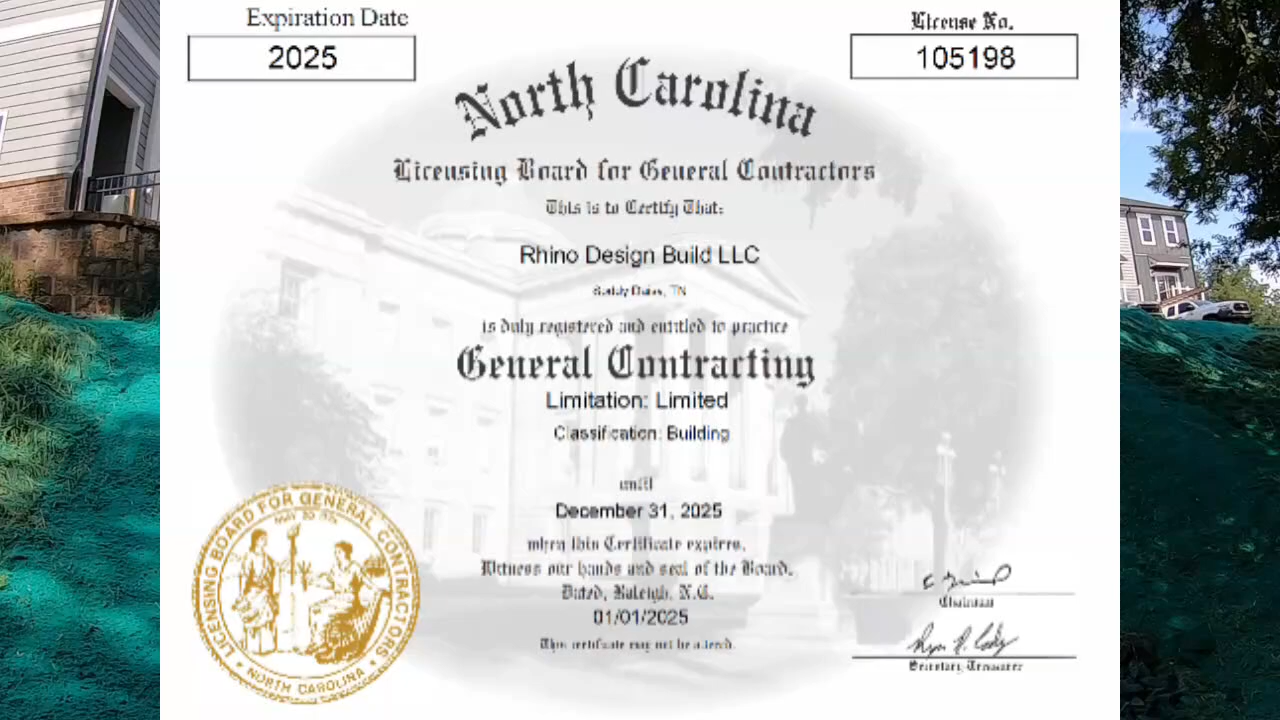 Expiration Date
2025
License No.
105198
North Carolina
Licensing Board for General Contractors
This is to Certify That:
Rhino Design Build LLC
Soddy Daisy, TN
is duly registered and entitled to practice
General Contracting
Limitation: Limited
Classification: Building
until
December 31, 2025
when this Certificate expires.
Witness our hands and seal of the Board.
Dated, Raleigh, N.C.
01/01/2025
This certificate may not be altered.
Chairman
Secretary Treasurer
LICENSING BOARD FOR GENERAL CONTRACTORS
NORTH CAROLINA